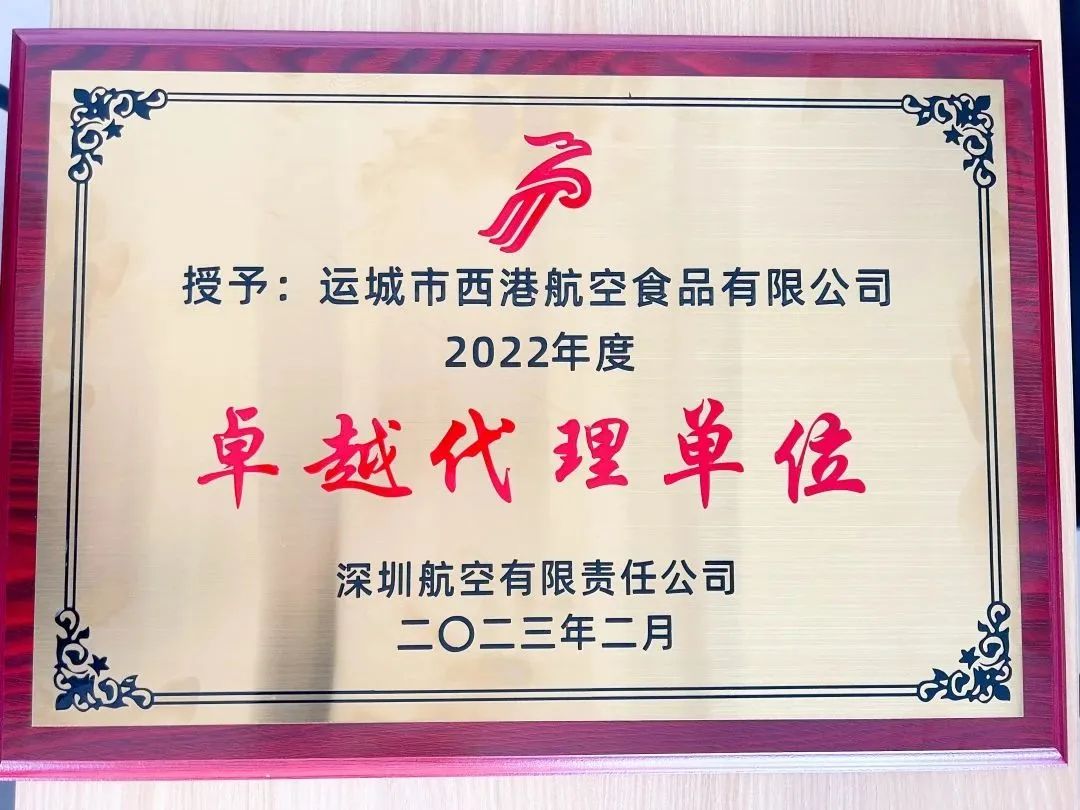 授予：运城市西港航空食品有限公司
2022年度
卓越代理单位
深圳航空有限责任公司
二〇二三年二月